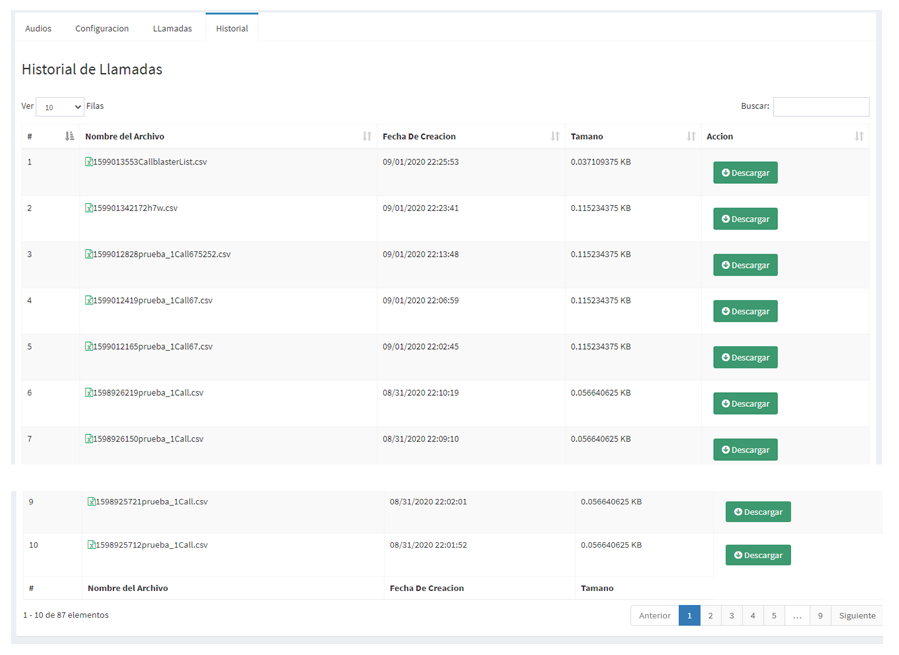 Audios Configuracion LLamadas Historial
Historial de Llamadas
Ver 10 Filas Buscar:
# Nombre del Archivo Fecha De Creacion Tamano Accion
1 1599013553CallblasterList.csv 09/01/2020 22:25:53 0.037109375 KB Descargar
2 159901342172h7w.csv 09/01/2020 22:23:41 0.115234375 KB Descargar
3 1599012828prueba_1Call675252.csv 09/01/2020 22:13:48 0.115234375 KB Descargar
4 1599012419prueba_1Call67.csv 09/01/2020 22:06:59 0.115234375 KB Descargar
5 1599012165prueba_1Call67.csv 09/01/2020 22:02:45 0.115234375 KB Descargar
6 1598926219prueba_1Call.csv 08/31/2020 22:10:19 0.056640625 KB Descargar
7 1598926150prueba_1Call.csv 08/31/2020 22:09:10 0.056640625 KB Descargar
9 1598925721prueba_1Call.csv 08/31/2020 22:02:01 0.056640625 KB Descargar
10 1598925712prueba_1Call.csv 08/31/2020 22:01:52 0.056640625 KB Descargar
# Nombre del Archivo Fecha De Creacion Tamano
1 - 10 de 87 elementos Anterior 1 2 3 4 5 ... 9 Siguiente